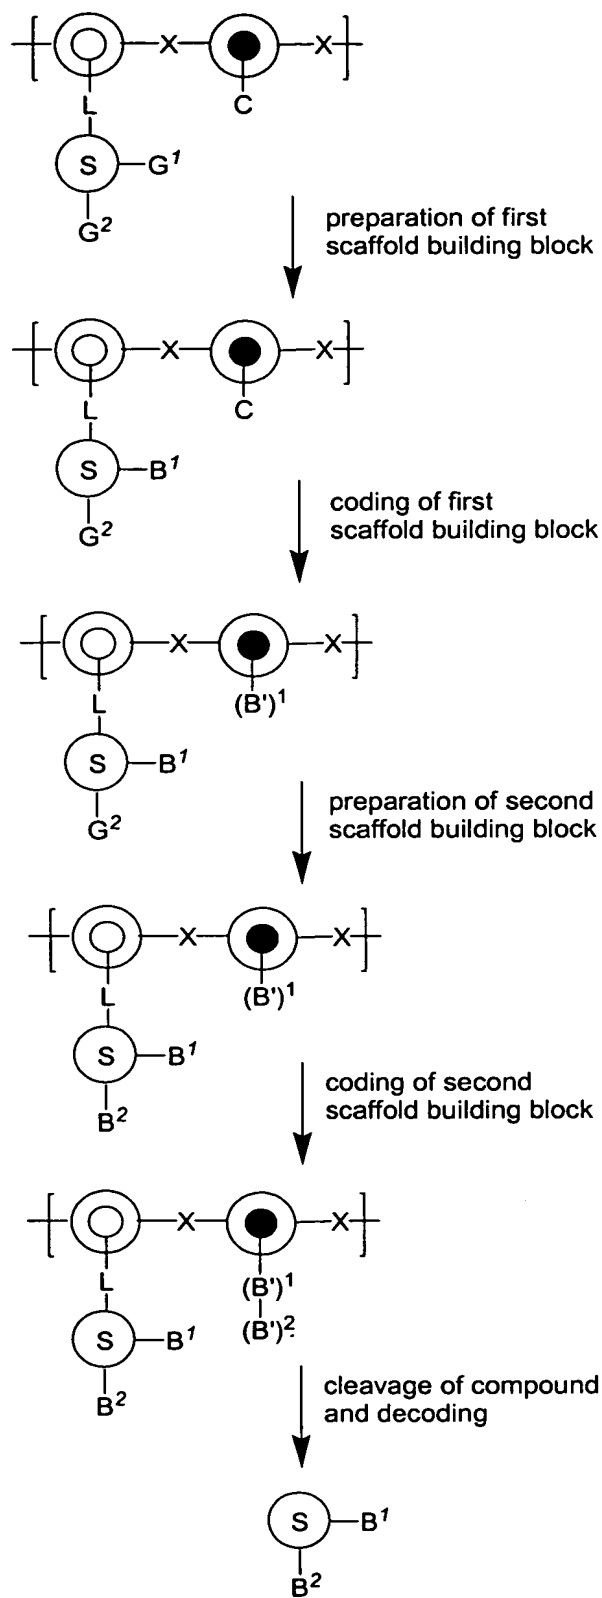 X X
L C
S G¹
G²
preparation of first
scaffold building block
X X
L C
S B¹
G²
coding of first
scaffold building block
X X
L (B')¹
S B¹
G²
preparation of second
scaffold building block
X X
L (B')¹
S B¹
B²
coding of second
scaffold building block
X X
L (B')¹
S B¹ (B')²
B²
cleavage of compound
and decoding
S B¹
B²